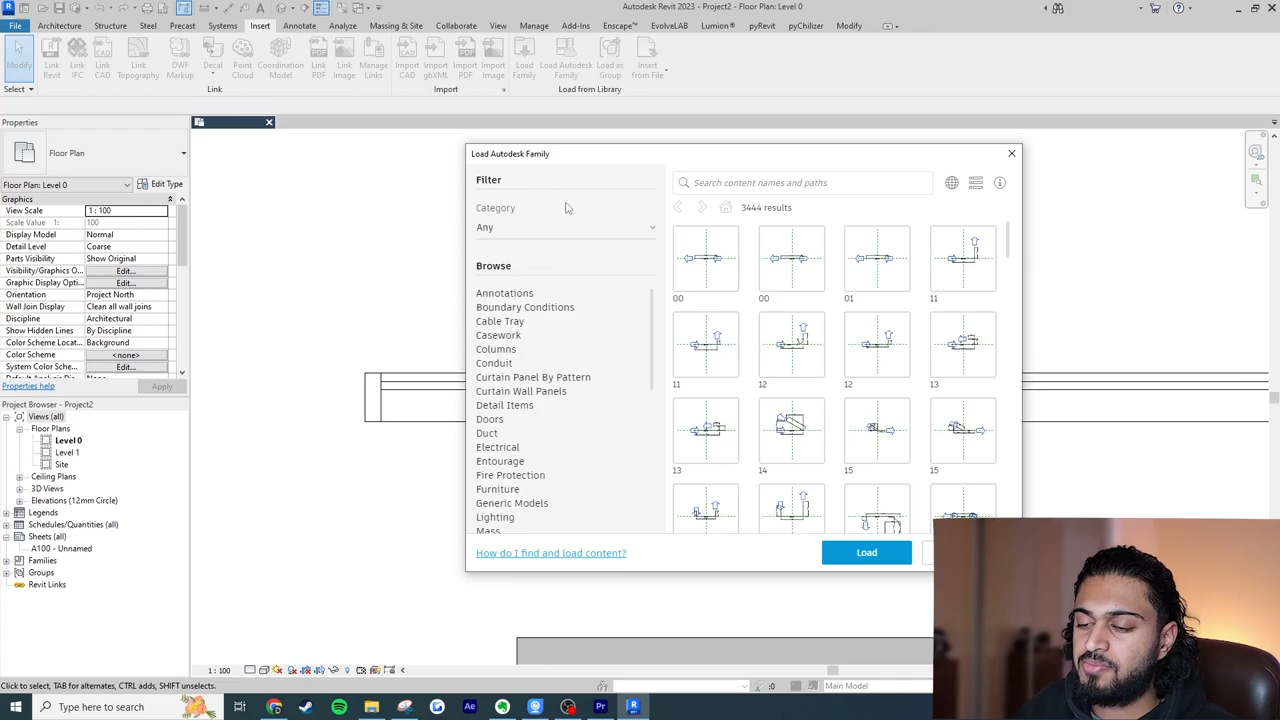 Autodesk Revit 2023 - Project2 - Floor Plan: Level 0
File Architecture Structure Steel Precast Systems Insert Annotate Analyze Massing & Site Collaborate View Manage Add-Ins Enscape™ EvolveLAB Lumion® pyRevit pyChilizer Modify
Modify
Link Revit
Link IFC
Link CAD
Link Topography
DWF Markup
Decal
Point Cloud
Coordination Model
Link PDF
Link Image
Manage Links
Import CAD
Import gbXML
Import PDF
Import Image
Load Family
Load Autodesk Family
Load as Group
Insert from File
Select Link Import Load from Library
Properties
Floor Plan
Floor Plan: Level 0 Edit Type
Graphics
View Scale 1 : 100
Scale Value 1: 100
Display Model Normal
Detail Level Coarse
Parts Visibility Show Original
Visibility/Graphics O... Edit...
Graphic Display Opti... Edit...
Orientation Project North
Wall Join Display Clean all wall joins
Discipline Architectural
Show Hidden Lines By Discipline
Color Scheme Locat... Background
Color Scheme <none>
System Color Sche... Edit...
Properties help Apply
Project Browser - Project2
Views (all)
Floor Plans
Level 0
Level 1
Site
Ceiling Plans
3D Views
Elevations (12mm Circle)
Legends
Schedules/Quantities (all)
Sheets (all)
A100 - Unnamed
Families
Groups
Revit Links
Load Autodesk Family
Filter
Category
Any
Browse
Annotations
Boundary Conditions
Cable Tray
Casework
Columns
Conduit
Curtain Panel By Pattern
Curtain Wall Panels
Detail Items
Doors
Duct
Electrical
Entourage
Fire Protection
Furniture
Generic Models
Lighting
Mass
Search content names and paths
3444 results
00 00 01 11
11 12 12 13
13 14 15 15
How do I find and load content?
Load
1 : 100
Click to select, TAB for alternates, CTRL adds, SHIFT unselects.
:0
Main Model
Type here to search